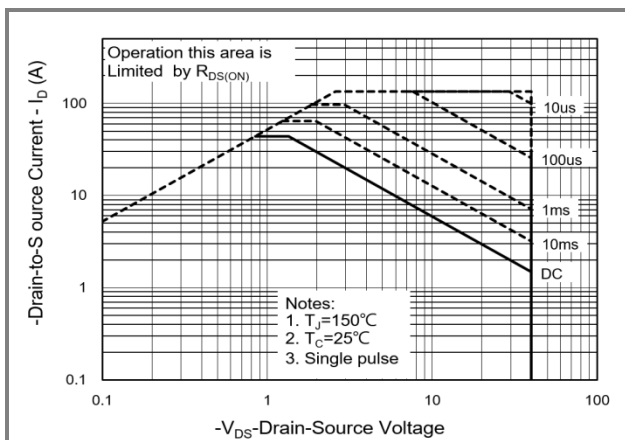 Operation this area is
Limited by RDS(ON)
-Drain-to-S ource Current - ID (A)
100
10
1
0.1
10us
100us
1ms
10ms
DC
Notes:
1. TJ=150℃
2. TC=25℃
3. Single pulse
0.1
1
10
100
-VDS-Drain-Source Voltage